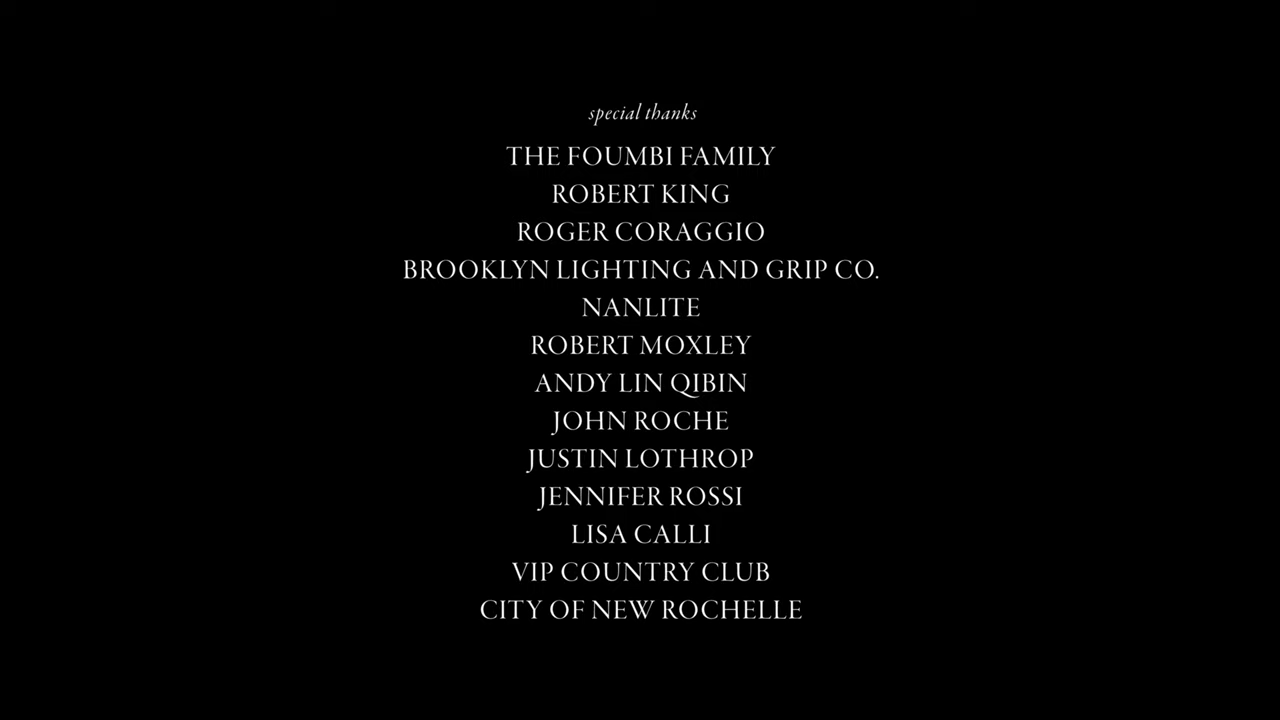 special thanks
THE FOUMBI FAMILY
ROBERT KING
ROGER CORAGGIO
BROOKLYN LIGHTING AND GRIP CO.
NANLITE
ROBERT MOXLEY
ANDY LIN QIBIN
JOHN ROCHE
JUSTIN LOTHROP
JENNIFER ROSSI
LISA CALLI
VIP COUNTRY CLUB
CITY OF NEW ROCHELLE